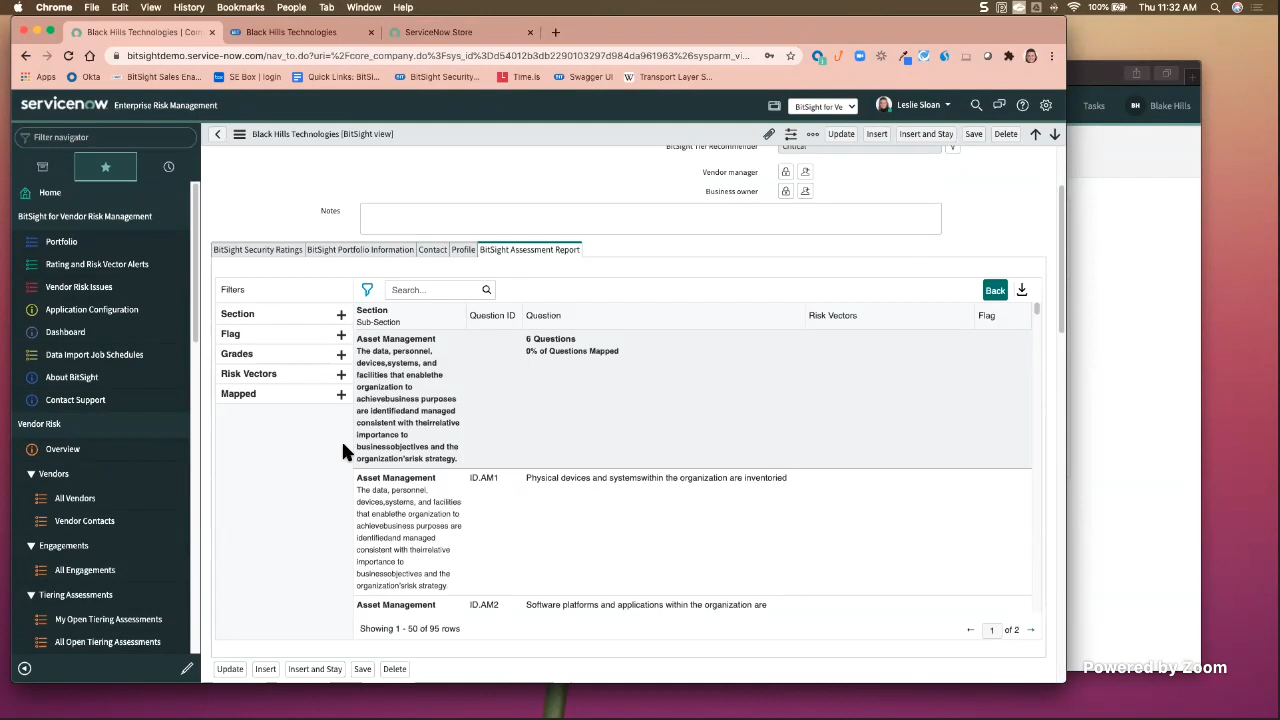 Chrome File Edit View History Bookmarks People Tab Window Help
100% Thu 11:32 AM
Black Hills Technologies | Com
Black Hills Technologies
ServiceNow Store
bitsightdemo.service-now.com/nav_to.do?uri=%2Fcore_company.do%3Fsys_id%3Dd54012b3db2290103297d984da961963%26sysparm_vi...
Apps Okta BitSight Sales Ena... SE Box | login Quick Links: BitSi... BitSight Security... Time.is Swagger UI Transport Layer S...
servicenow Enterprise Risk Management
BitSight for Ve
Leslie Sloan
Tasks
BH Blake Hills
Filter navigator
Home
BitSight for Vendor Risk Management
Portfolio
Rating and Risk Vector Alerts
Vendor Risk Issues
Application Configuration
Dashboard
Data Import Job Schedules
About BitSight
Contact Support
Vendor Risk
Overview
Vendors
All Vendors
Vendor Contacts
Engagements
All Engagements
Tiering Assessments
My Open Tiering Assessments
All Open Tiering Assessments
Black Hills Technologies [BitSight view]
Update Insert Insert and Stay Save Delete
BitSight Tier Recommender
Critical
Vendor manager
Business owner
Notes
BitSight Security Ratings BitSight Portfolio Information Contact Profile BitSight Assessment Report
Filters
Search...
Back
Section +
Flag +
Grades +
Risk Vectors +
Mapped +
Section
Sub-Section
Question ID
Question
Risk Vectors
Flag
Asset Management
The data, personnel,
devices,systems, and
facilities that enablethe
organization to
achievebusiness purposes
are identifiedand managed
consistent with theirrelative
importance to
businessobjectives and the
organization'srisk strategy.
6 Questions
0% of Questions Mapped
Asset Management
The data, personnel,
devices,systems, and facilities
that enablethe organization to
achievebusiness purposes are
identifiedand managed
consistent with theirrelative
importance to
businessobjectives and the
organization'srisk strategy.
ID.AM1
Physical devices and systemswithin the organization are inventoried
Asset Management
ID.AM2
Software platforms and applications within the organization are
Showing 1 - 50 of 95 rows
← 1 of 2 →
Update Insert Insert and Stay Save Delete
Powered by Zoom